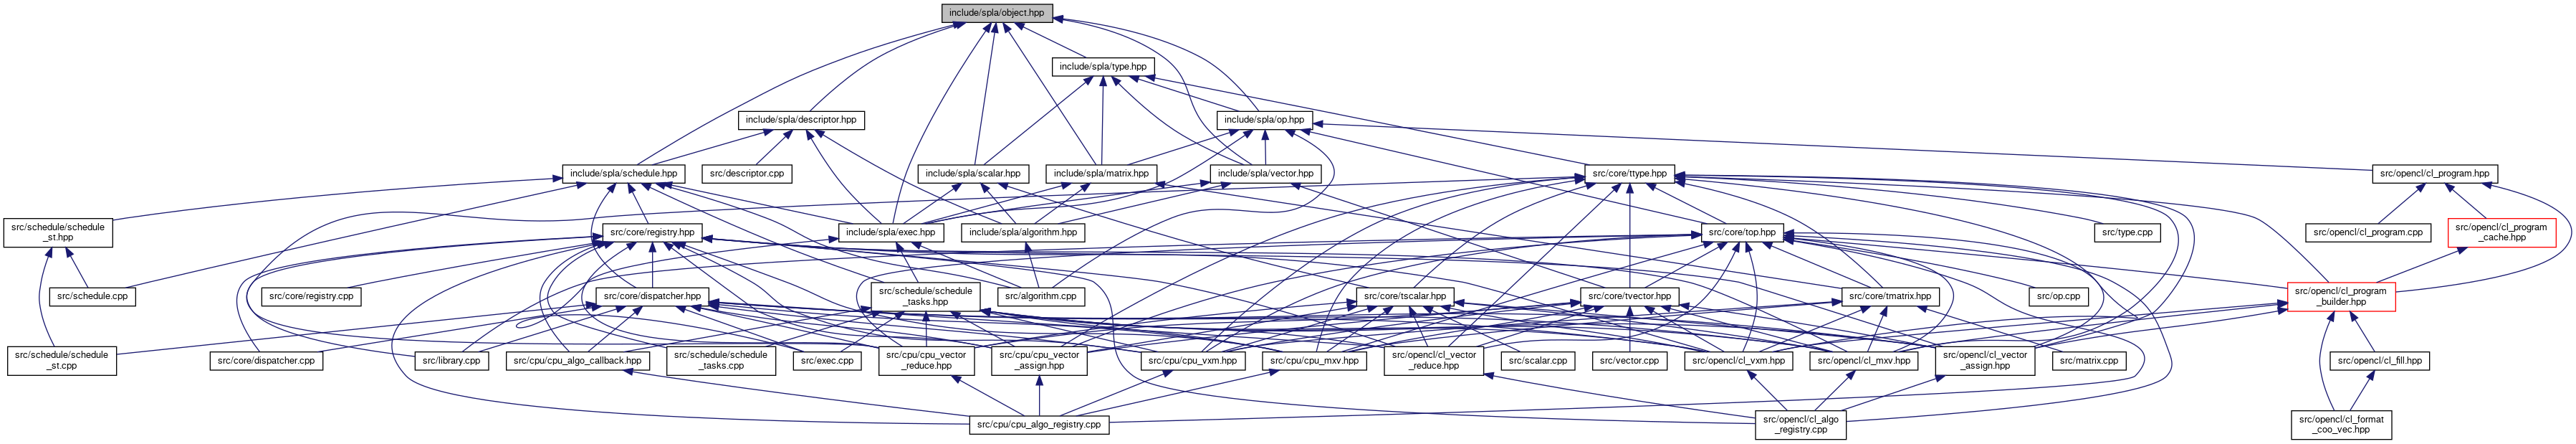 include/spla/object.hpp
include/spla/type.hpp
include/spla/descriptor.hpp
include/spla/op.hpp
include/spla/schedule.hpp
src/descriptor.cpp
include/spla/scalar.hpp
include/spla/matrix.hpp
include/spla/vector.hpp
src/core/ttype.hpp
src/opencl/cl_program.hpp
src/schedule/schedule
_st.hpp
src/core/registry.hpp
include/spla/exec.hpp
include/spla/algorithm.hpp
src/core/top.hpp
src/type.cpp
src/opencl/cl_program.cpp
src/opencl/cl_program
_cache.hpp
src/schedule.cpp
src/core/registry.cpp
src/core/dispatcher.hpp
src/schedule/schedule
_tasks.hpp
src/algorithm.cpp
src/core/tscalar.hpp
src/core/tvector.hpp
src/core/tmatrix.hpp
src/op.cpp
src/opencl/cl_program
_builder.hpp
src/schedule/schedule
_st.cpp
src/core/dispatcher.cpp
src/library.cpp
src/cpu/cpu_algo_callback.hpp
src/schedule/schedule
_tasks.cpp
src/exec.cpp
src/cpu/cpu_vector
_reduce.hpp
src/cpu/cpu_vector
_assign.hpp
src/cpu/cpu_vxm.hpp
src/cpu/cpu_mxv.hpp
src/opencl/cl_vector
_reduce.hpp
src/scalar.cpp
src/vector.cpp
src/opencl/cl_vxm.hpp
src/opencl/cl_mxv.hpp
src/opencl/cl_vector
_assign.hpp
src/matrix.cpp
src/opencl/cl_fill.hpp
src/cpu/cpu_algo_registry.cpp
src/opencl/cl_algo
_registry.cpp
src/opencl/cl_format
_coo_vec.hpp